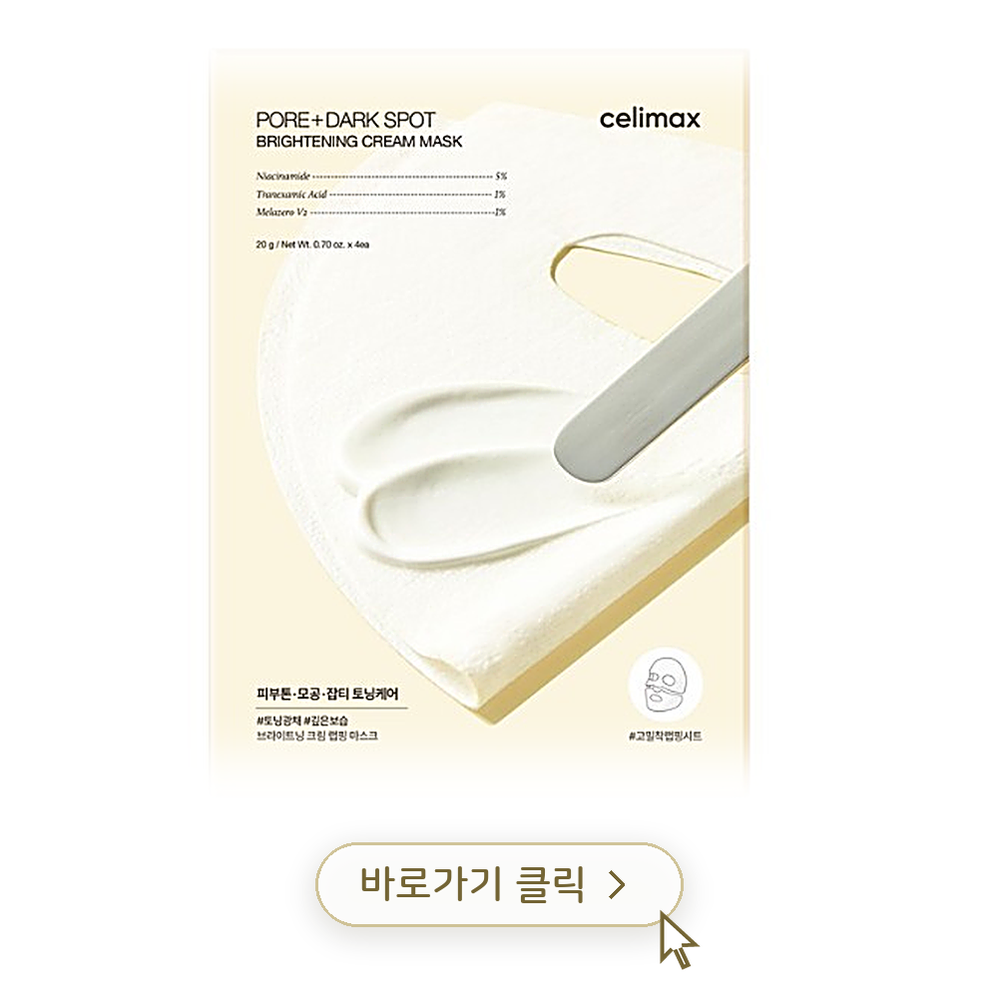 PORE+DARK SPOT
celimax
BRIGHTENING CREAM MASK
Niacinamide ---------- 5%
Tranexamic Acid ---------- 1%
Melazero V2 ---------- 1%
20 g / Net Wt. 0.70 oz. x 4ea
피부톤·모공·잡티 토닝케어
#토닝광채 #깊은보습
브라이트닝 크림 랩핑 마스크
#고밀착랩핑시트
바로가기 클릭 >